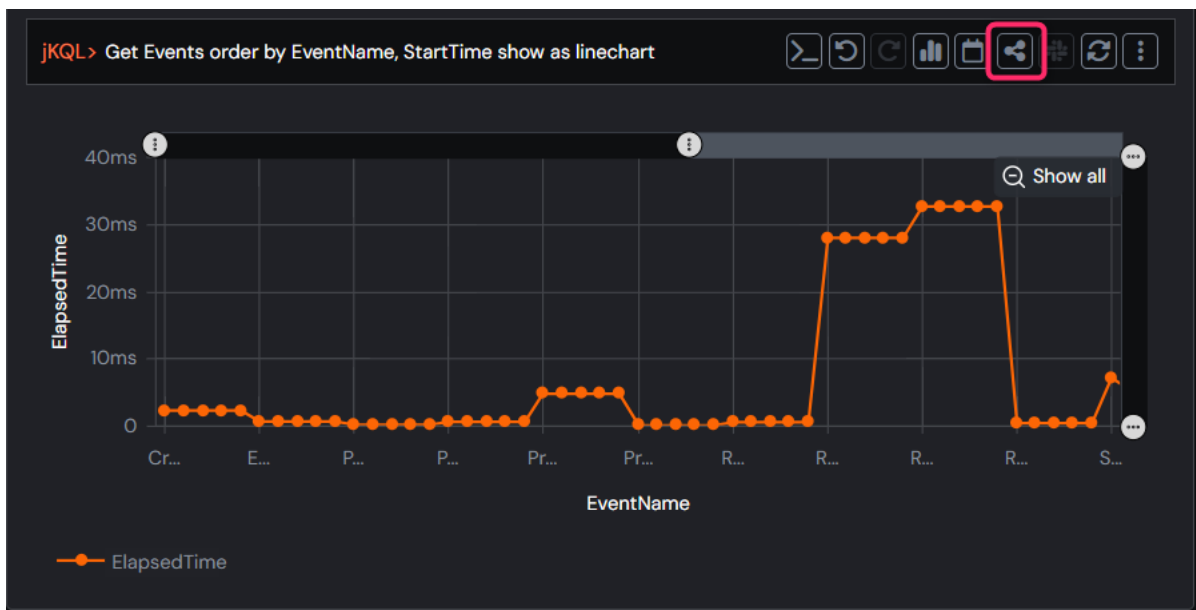 jKQL> Get Events order by EventName, StartTime show as linechart
40ms
Show all
30ms
20ms
10ms
0
ElapsedTime
Cr... E... P... P... Pr... Pr... R... R... R... R... S...
EventName
ElapsedTime